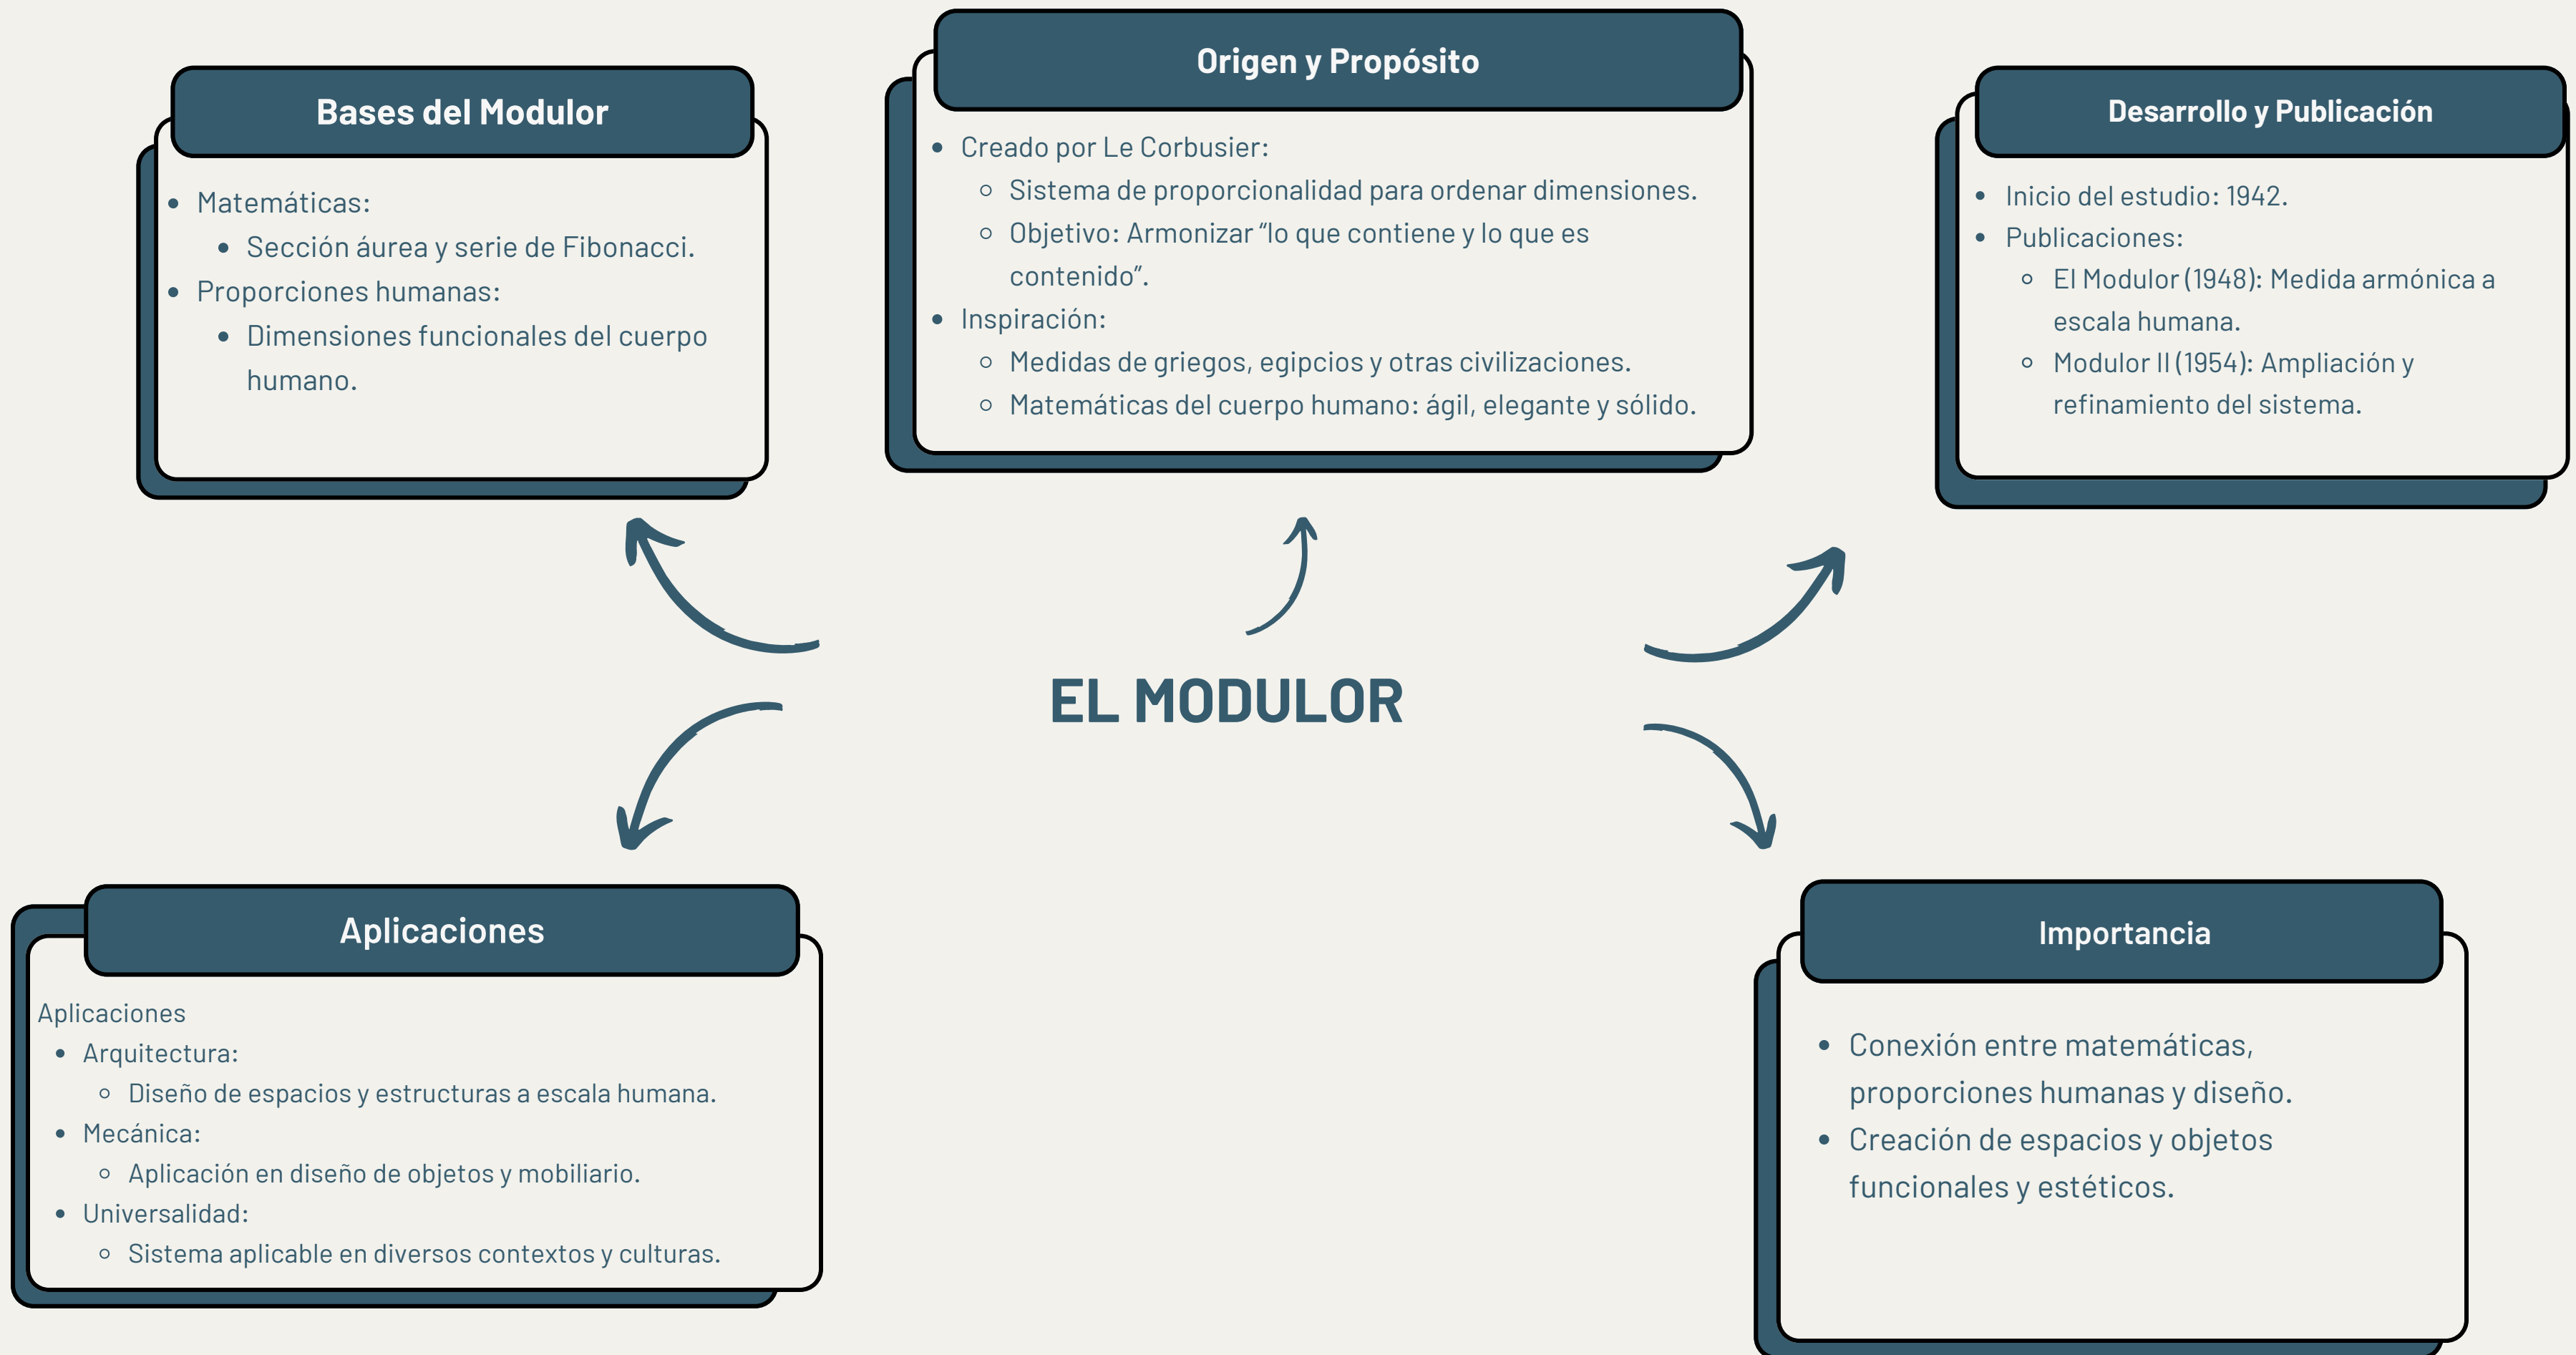 Bases del Modulor
• Matemáticas:
• Sección áurea y serie de Fibonacci.
• Proporciones humanas:
• Dimensiones funcionales del cuerpo
humano.
Origen y Propósito
• Creado por Le Corbusier:
◦ Sistema de proporcionalidad para ordenar dimensiones.
◦ Objetivo: Armonizar “lo que contiene y lo que es
contenido”.
• Inspiración:
◦ Medidas de griegos, egipcios y otras civilizaciones.
◦ Matemáticas del cuerpo humano: ágil, elegante y sólido.
Desarrollo y Publicación
• Inicio del estudio: 1942.
• Publicaciones:
◦ El Modulor (1948): Medida armónica a
escala humana.
◦ Modulor II (1954): Ampliación y
refinamiento del sistema.
EL MODULOR
Aplicaciones
Aplicaciones
• Arquitectura:
◦ Diseño de espacios y estructuras a escala humana.
• Mecánica:
◦ Aplicación en diseño de objetos y mobiliario.
• Universalidad:
◦ Sistema aplicable en diversos contextos y culturas.
Importancia
• Conexión entre matemáticas,
proporciones humanas y diseño.
• Creación de espacios y objetos
funcionales y estéticos.